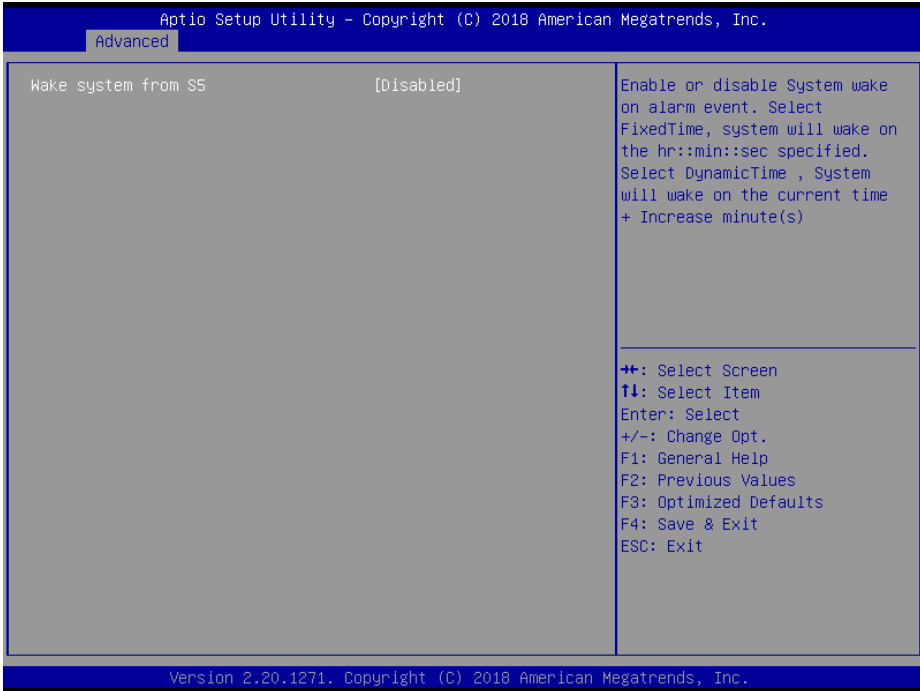 Aptio Setup Utility – Copyright (C) 2018 American Megatrends, Inc.
Advanced
Wake system from S5 [Disabled]
Enable or disable System wake
on alarm event. Select
FixedTime, system will wake on
the hr::min::sec specified.
Select DynamicTime , System
will wake on the current time
+ Increase minute(s)
→←: Select Screen
↑↓: Select Item
Enter: Select
+/-: Change Opt.
F1: General Help
F2: Previous Values
F3: Optimized Defaults
F4: Save & Exit
ESC: Exit
Version 2.20.1271. Copyright (C) 2018 American Megatrends, Inc.